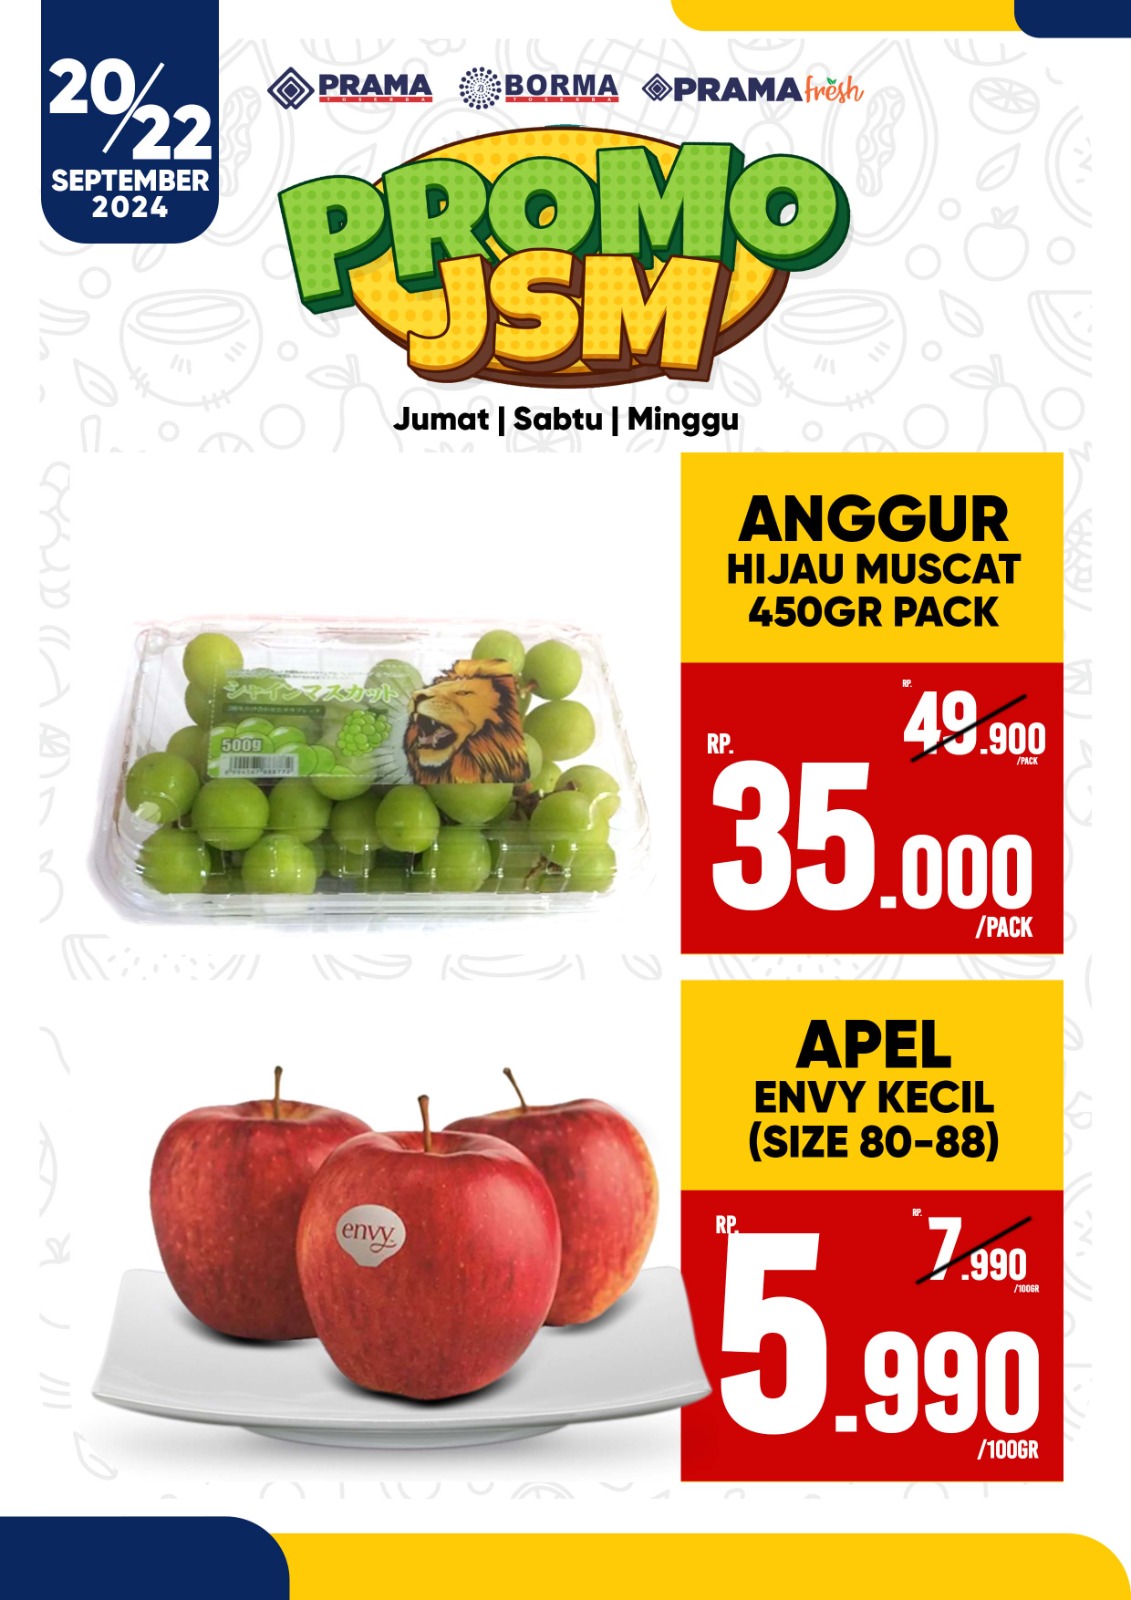 20/22
SEPTEMBER
2024
PRAMA
TOSERBA
BORMA
TOSERBA
PRAMA fresh
PROMO
JSM
Jumat | Sabtu | Minggu
ANGGUR
HIJAU MUSCAT
450GR PACK
シャインマスカット
500g
RP.
49.900
/PACK
RP.
35.000
/PACK
APEL
ENVY KECIL
(SIZE 80-88)
envy
RP.
7.990
/100GR
RP.
5.990
/100GR